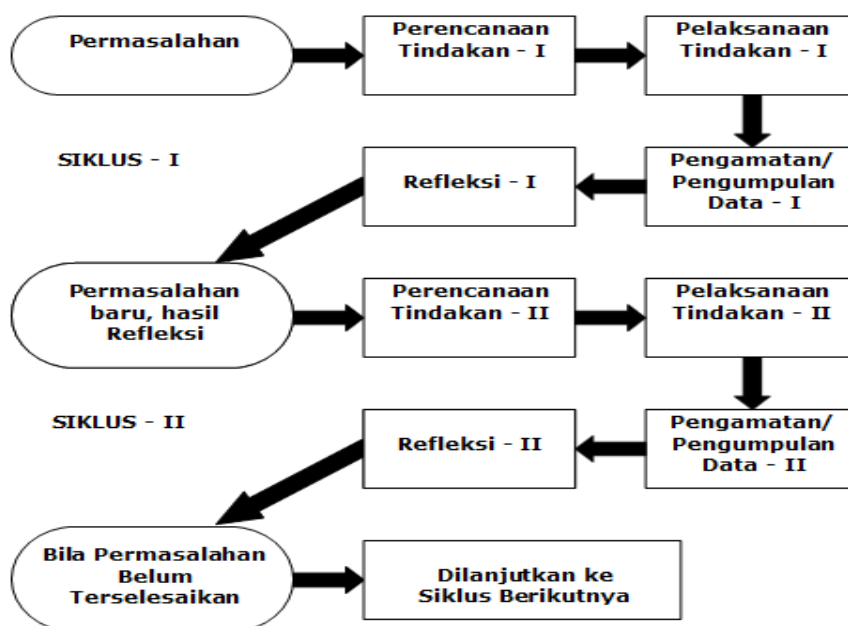 Permasalahan
Perencanaan
Tindakan - I
Pelaksanaan
Tindakan - I
SIKLUS - I
Refleksi - I
Pengamatan/
Pengumpulan
Data - I
Permasalahan
baru, hasil
Refleksi
Perencanaan
Tindakan - II
Pelaksanaan
Tindakan - II
SIKLUS - II
Refleksi - II
Pengamatan/
Pengumpulan
Data - II
Bila Permasalahan
Belum
Terselesaikan
Dilanjutkan ke
Siklus Berikutnya